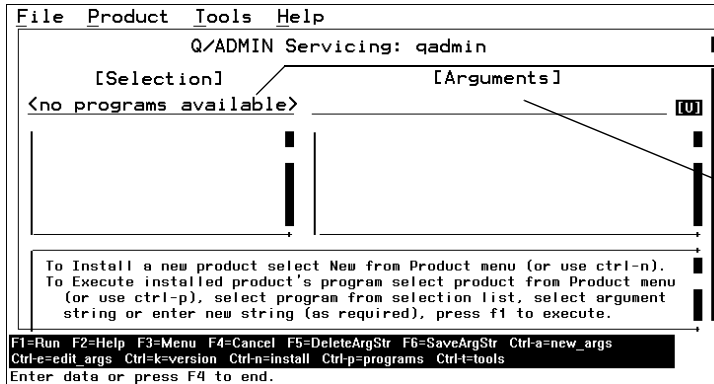 File Product Tools Help
Q/ADMIN Servicing: qadmin
[Selection] [Arguments]
<no programs available> [V]
To Install a new product select New from Product menu (or use ctrl-n).
To Execute installed product's program select product from Product menu
(or use ctrl-p), select program from selection list, select argument
string or enter new string (as required), press f1 to execute.
F1=Run F2=Help F3=Menu F4=Cancel F5=DeleteArgStr F6=SaveArgStr Ctrl-a=new_args
Ctrl-e=edit_args Ctrl-k=version Ctrl-n=install Ctrl-p=programs Ctrl-t=tools
Enter data or press F4 to end.